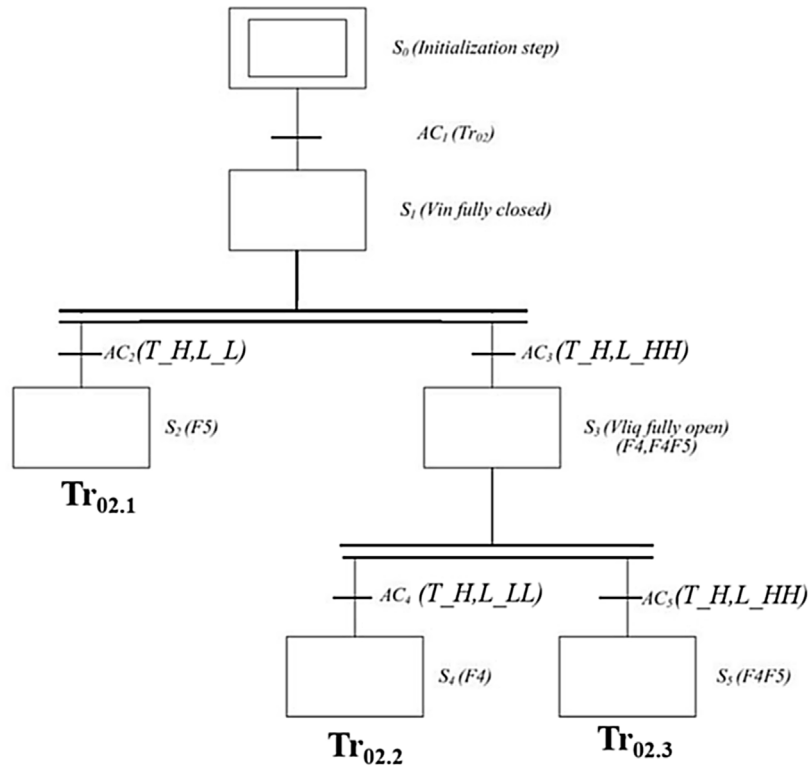 S₀ (Initialization step)
AC₁ (Tr₀₂)
S₁ (Vin fully closed)
AC₂(T_H,L_L)
AC₃(T_H,L_HH)
S₂ (F5)
S₃ (Vliq fully open)
(F4,F4F5)
Tr₀₂.₁
AC₄ (T_H,L_LL)
AC₅(T_H,L_HH)
S₄ (F4)
S₅ (F4F5)
Tr₀₂.₂
Tr₀₂.₃